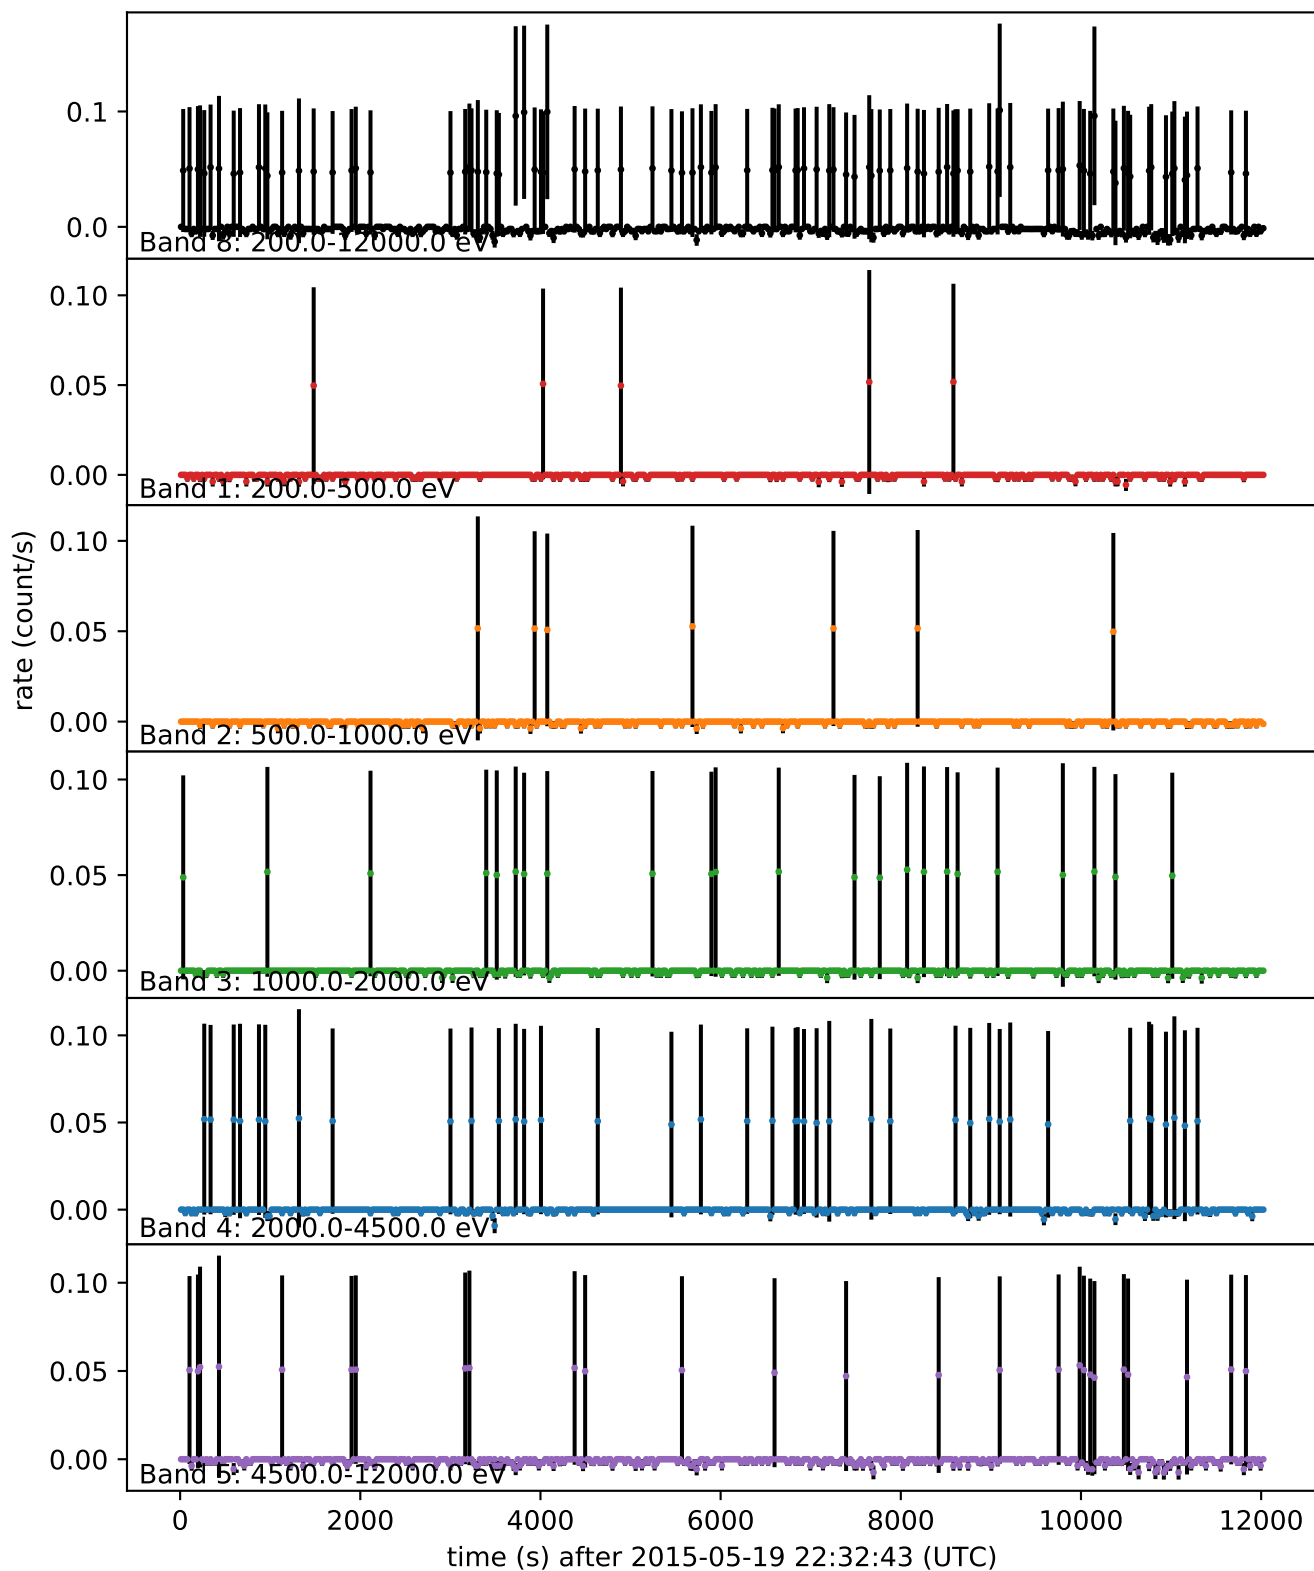 0.1
0.0
Band 8: 200.0-12000.0 eV
0.10
0.05
0.00
Band 1: 200.0-500.0 eV
rate (count/s)
0.10
0.05
0.00
Band 2: 500.0-1000.0 eV
0.10
0.05
0.00
Band 3: 1000.0-2000.0 eV
0.10
0.05
0.00
Band 4: 2000.0-4500.0 eV
0.10
0.05
0.00
Band 5: 4500.0-12000.0 eV
0 2000 4000 6000 8000 10000 12000
time (s) after 2015-05-19 22:32:43 (UTC)